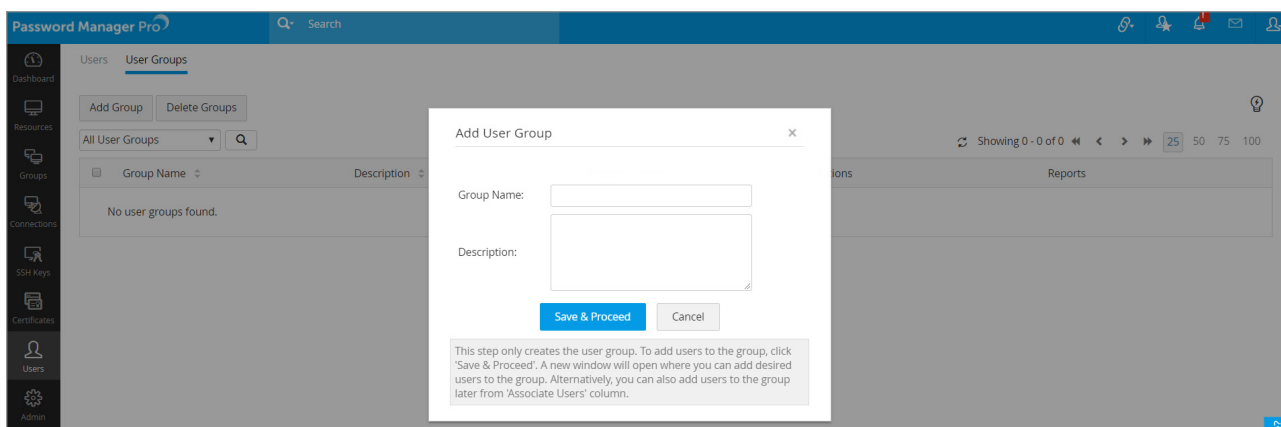 Password Manager Pro
Search
Dashboard
Resources
Groups
Connections
SSH Keys
Certificates
Users
Admin
Users User Groups
Add Group Delete Groups
All User Groups
Showing 0 - 0 of 0 25 50 75 100
Group Name Description Reports
No user groups found.
Add User Group
Group Name:
Description:
Save & Proceed Cancel
This step only creates the user group. To add users to the group, click
'Save & Proceed'. A new window will open where you can add desired
users to the group. Alternatively, you can also add users to the group
later from 'Associate Users' column.